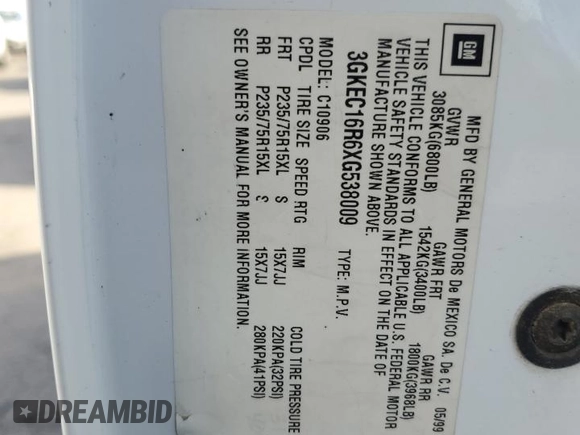 GM
MFD BY GENERAL MOTORS De MEXICO SA. De C.V. 05/99
GVWR GAWR FRT GAWR RR
3085KG(6800LB) 1542KG(3400LB) 1800KG(3968LB)
THIS VEHICLE CONFORMS TO ALL APPLICABLE U.S. FEDERAL MOTOR
VEHICLE SAFETY STANDARDS IN EFFECT ON THE DATE OF
MANUFACTURE SHOWN ABOVE.
3GKEC16R6XG538009 TYPE: M.P.V.
MODEL: C10906
CPDL TIRE SIZE SPEED RTG RIM COLD TIRE PRESSURE
FRT P235/75R15XL S 15X7JJ 220KPA(32PSI)
RR P235/75R15XL S 15X7JJ 280KPA(41PSI)
SEE OWNER'S MANUAL FOR MORE INFORMATION.
DREAMBID